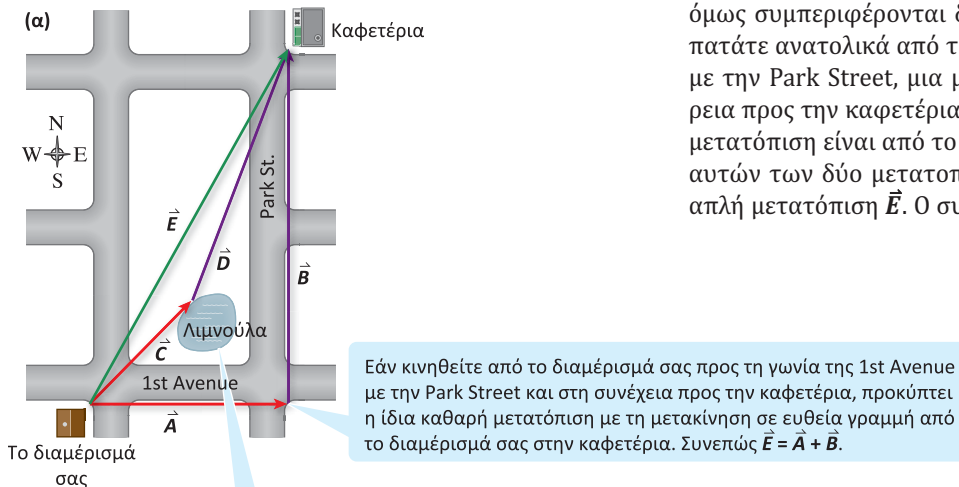 (α)
Καφετέρια
N
W E
S
Park St.
E
D
B
Λιμνούλα
C
1st Avenue
A
Το διαμέρισμά
σας
όμως συμπεριφέρονται δ
πατάτε ανατολικά από τ
με την Park Street, μια μ
ρεια προς την καφετέρια
μετατόπιση είναι από το
αυτών των δύο μετατοπ
απλή μετατόπιση E⃗. Ο συ
Εάν κινηθείτε από το διαμέρισμά σας προς τη γωνία της 1st Avenue
με την Park Street και στη συνέχεια προς την καφετέρια, προκύπτει
η ίδια καθαρή μετατόπιση με τη μετακίνηση σε ευθεία γραμμή από
το διαμέρισμά σας στην καφετέρια. Συνεπώς E⃗ = A⃗ + B⃗.